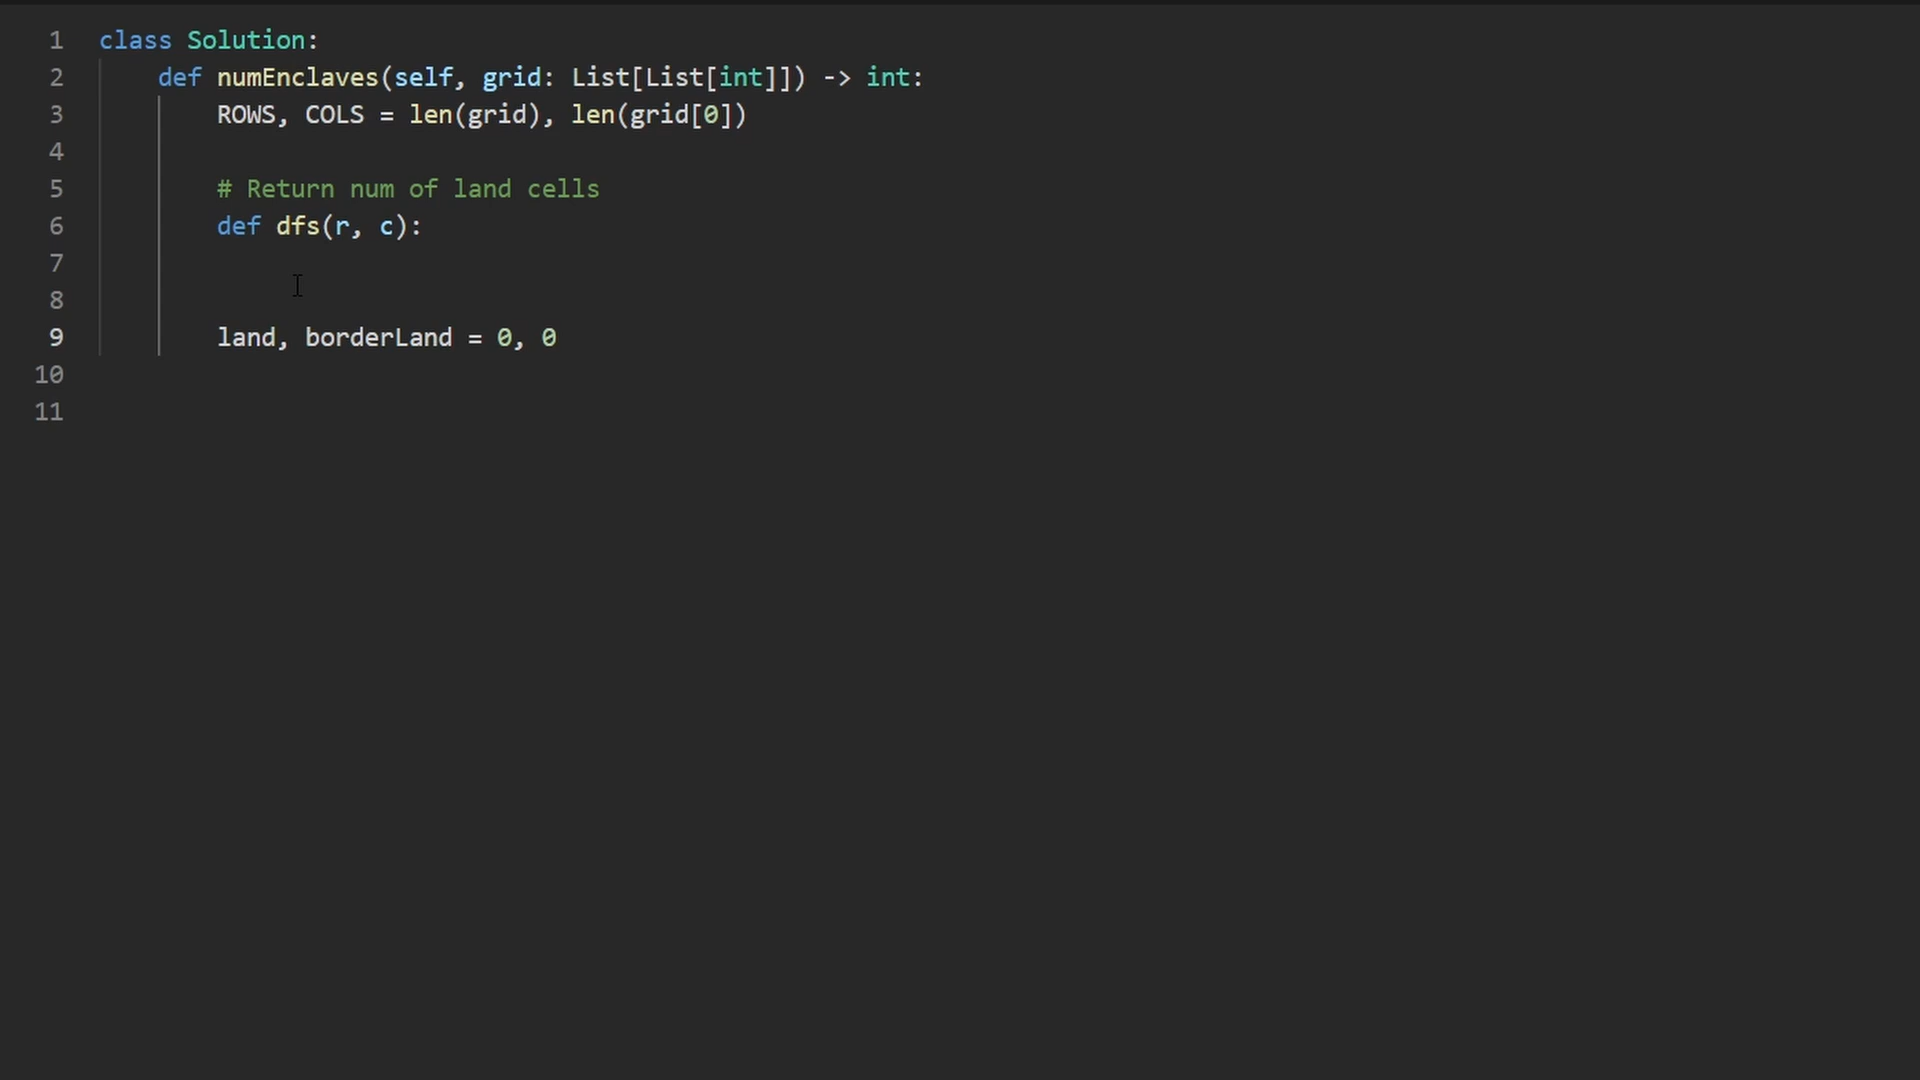 1 class Solution:
2     def numEnclaves(self, grid: List[List[int]]) -> int:
3         ROWS, COLS = len(grid), len(grid[0])
4
5         # Return num of land cells
6         def dfs(r, c):
7
8
9         land, borderLand = 0, 0
10
11